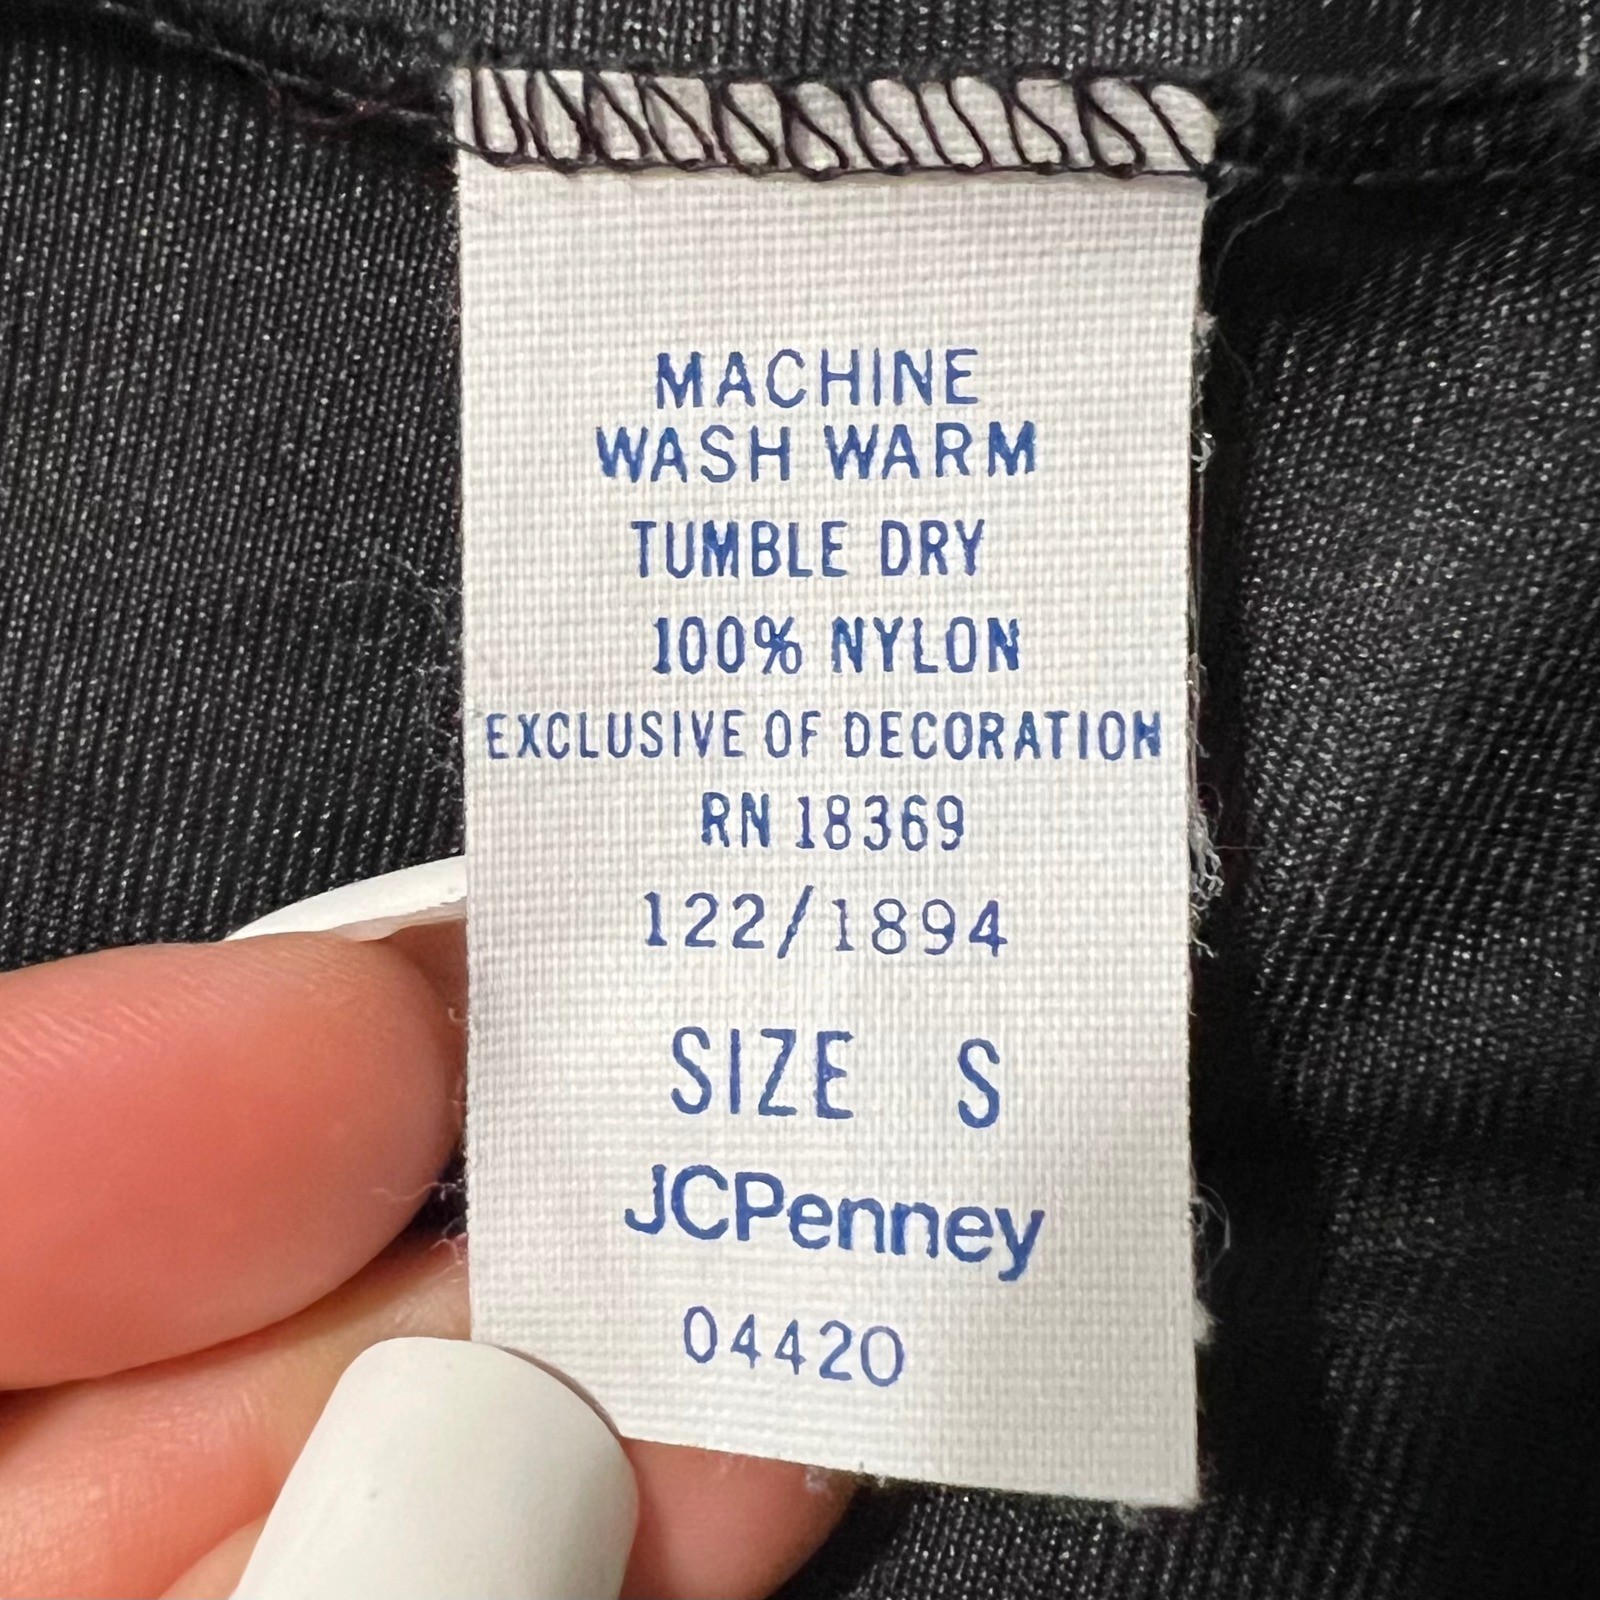 MACHINE
WASH WARM
TUMBLE DRY
100% NYLON
EXCLUSIVE OF DECORATION
RN 18369
122/1894
SIZE S
JCPenney
04420